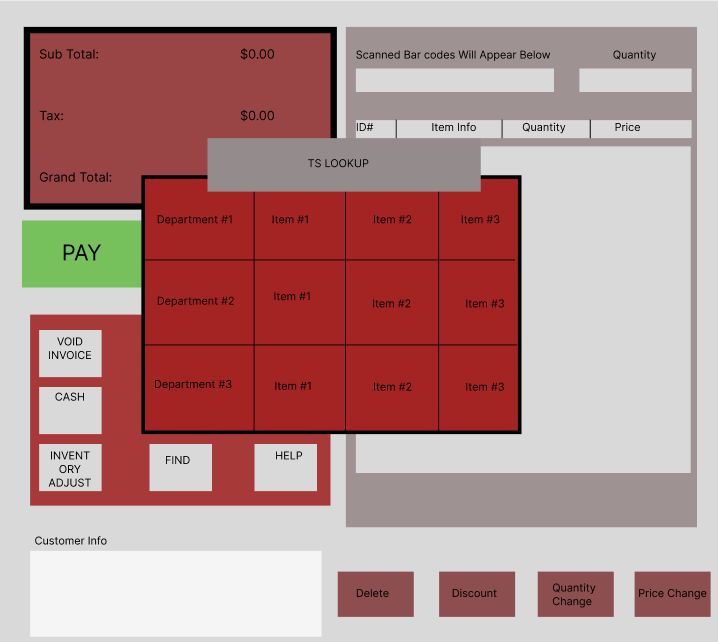 Sub Total: $0.00
Tax: $0.00
Grand Total:
Scanned Bar codes Will Appear Below Quantity
ID# Item Info Quantity Price
TS LOOKUP
Department #1 Item #1 Item #2 Item #3
Department #2 Item #1 Item #2 Item #3
Department #3 Item #1 Item #2 Item #3
PAY
VOID
INVOICE
CASH
INVENT
ORY
ADJUST
FIND
HELP
Customer Info
Delete
Discount
Quantity
Change
Price Change